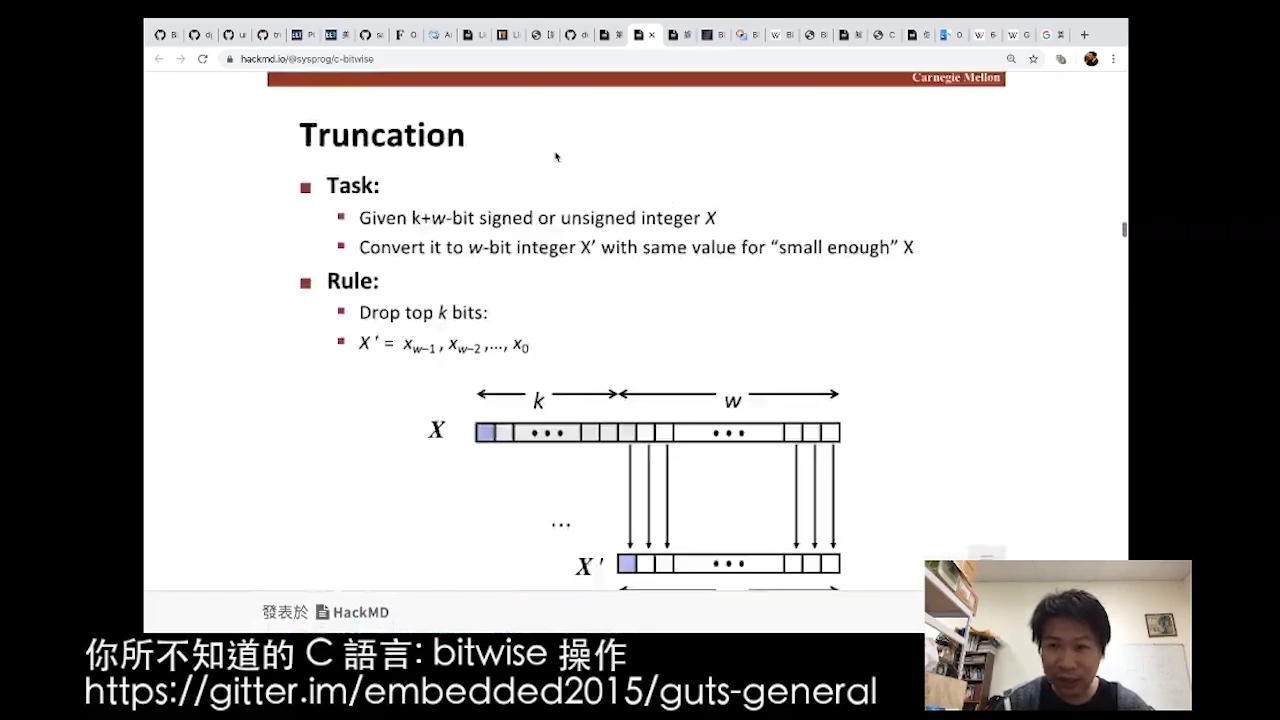 hackmd.io/@sysprog/c-bitwise
Carnegie Mellon
Truncation
Task:
Given k+w-bit signed or unsigned integer X
Convert it to w-bit integer X’ with same value for “small enough” X
Rule:
Drop top k bits:
X ′ = xw–1 , xw–2 ,…, x0
k w
X • • • • • •
…
X ′ • • •
發表於 HackMD
你所不知道的 C 語言: bitwise 操作
https://gitter.im/embedded2015/guts-general